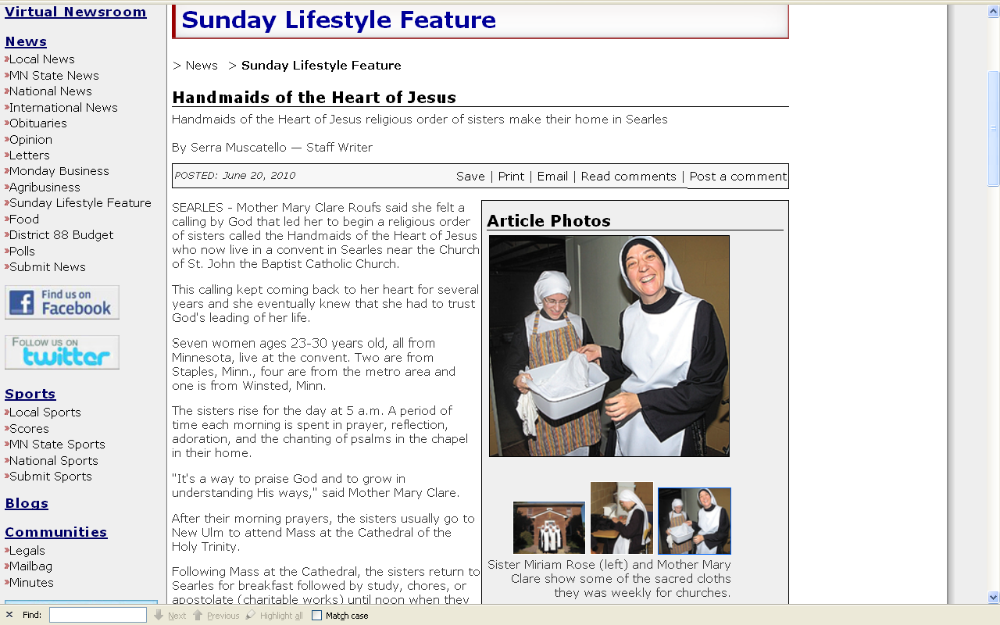 Virtual Newsroom
News
»Local News
»MN State News
»National News
»International News
»Obituaries
»Opinion
»Letters
»Monday Business
»Agribusiness
»Sunday Lifestyle Feature
»Food
»District 88 Budget
»Polls
»Submit News
Find us on
Facebook
FOLLOW US ON
twitter
Sports
»Local Sports
»Scores
»MN State Sports
»National Sports
»Submit Sports
Blogs
Communities
»Legals
»Mailbag
»Minutes
Sunday Lifestyle Feature
> News > Sunday Lifestyle Feature
Handmaids of the Heart of Jesus
Handmaids of the Heart of Jesus religious order of sisters make their home in Searles
By Serra Muscatello — Staff Writer
POSTED: June 20, 2010
Save | Print | Email | Read comments | Post a comment
SEARLES - Mother Mary Clare Roufs said she felt a
calling by God that led her to begin a religious order
of sisters called the Handmaids of the Heart of Jesus
who now live in a convent in Searles near the Church
of St. John the Baptist Catholic Church.
This calling kept coming back to her heart for several
years and she eventually knew that she had to trust
God's leading of her life.
Seven women ages 23-30 years old, all from
Minnesota, live at the convent. Two are from
Staples, Minn., four are from the metro area and
one is from Winsted, Minn.
The sisters rise for the day at 5 a.m. A period of
time each morning is spent in prayer, reflection,
adoration, and the chanting of psalms in the chapel
in their home.
"It's a way to praise God and to grow in
understanding His ways," said Mother Mary Clare.
After their morning prayers, the sisters usually go to
New Ulm to attend Mass at the Cathedral of the
Holy Trinity.
Following Mass at the Cathedral, the sisters return to
Searles for breakfast followed by study, chores, or
apostolate (charitable works) until noon when they
Article Photos
Sister Miriam Rose (left) and Mother Mary
Clare show some of the sacred cloths
they was weekly for churches.
Find: Next Previous Highlight all Match case